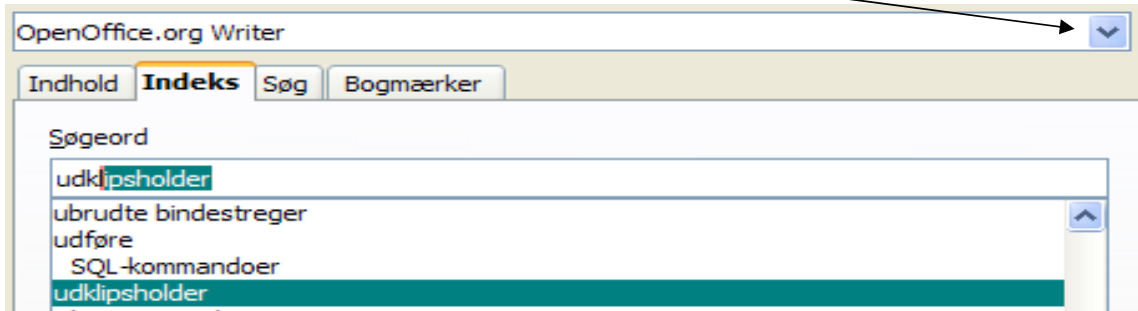 OpenOffice.org Writer
Indhold Indeks Søg Bogmærker
Søgeord
udklipsholder
ubrudte bindestreger
udføre
SQL-kommandoer
udklipsholder